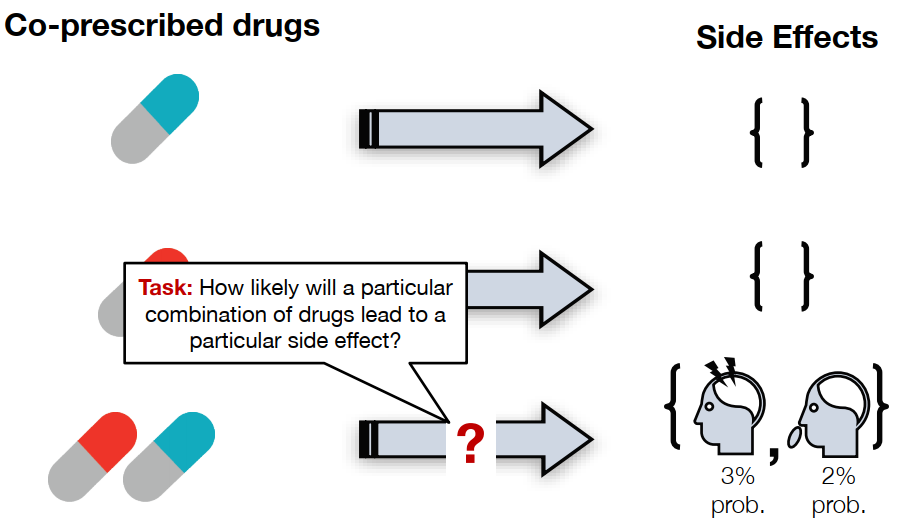 Co-prescribed drugs
Side Effects
{ }
{ }
Task: How likely will a particular
combination of drugs lead to a
particular side effect?
?
{ , }
3%
prob.
2%
prob.